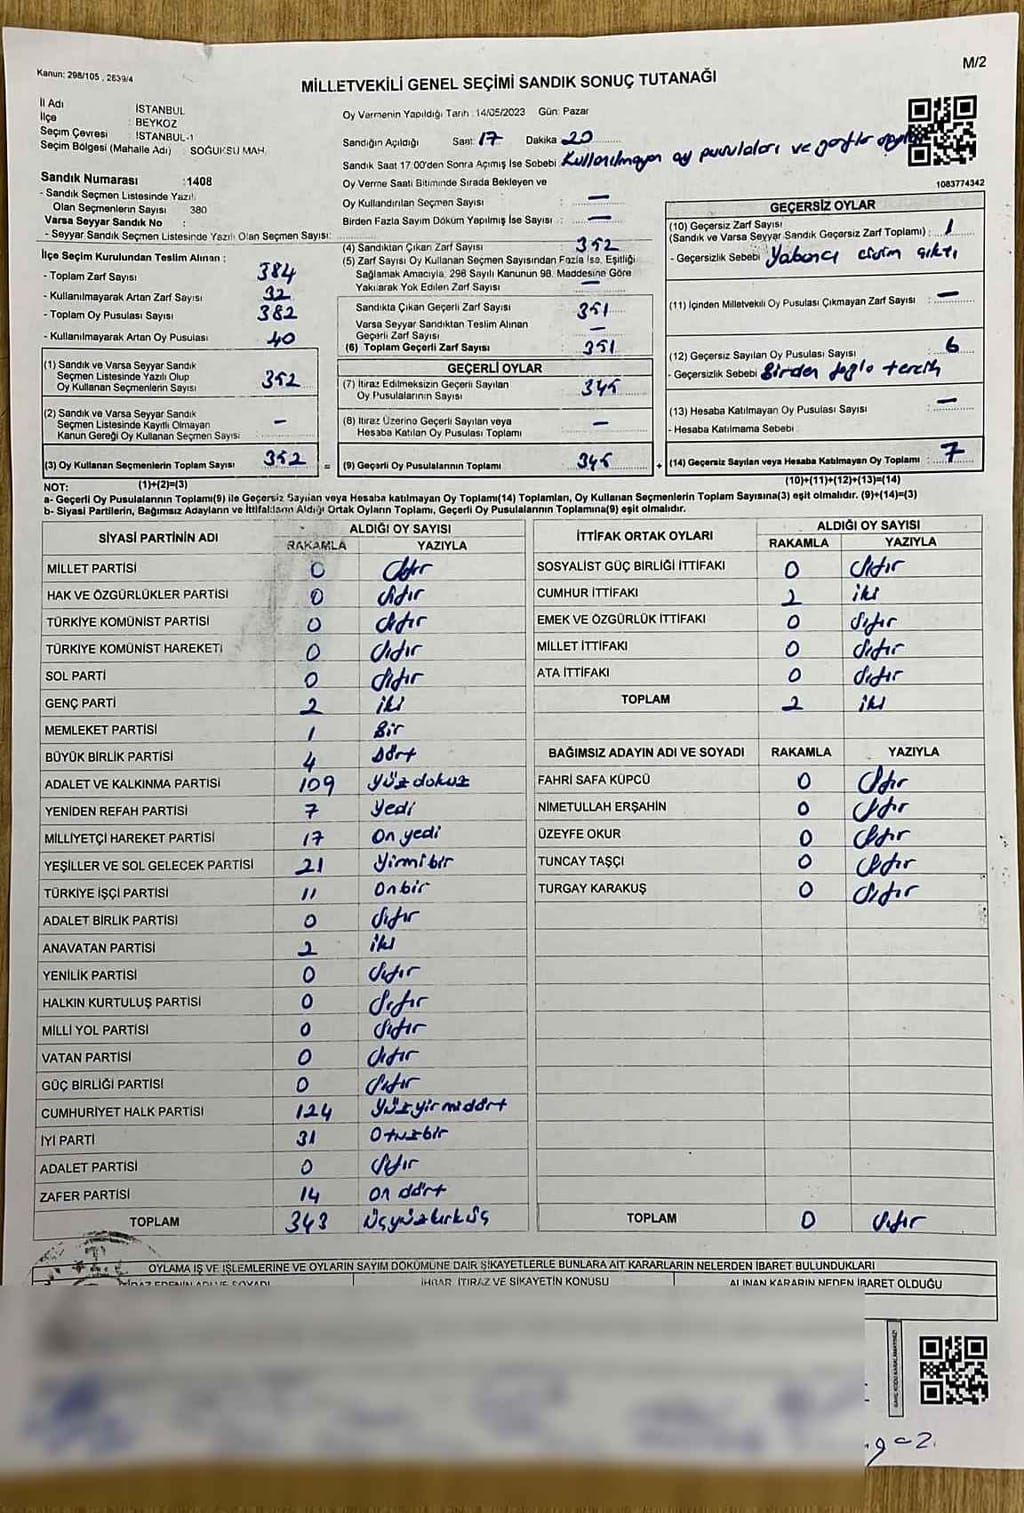 Kanun: 298/105 , 2839/4
M/2
MİLLETVEKİLİ GENEL SEÇİMİ SANDIK SONUÇ TUTANAĞI
İl Adı İSTANBUL
İlçe : BEYKOZ
Seçim Çevresi İSTANBUL-1
Seçim Bölgesi (Mahalle Adı) : SOĞUKSU MAH.
Oy Vermenin Yapıldığı Tarih : 14/05/2023 Gün: Pazar
Sandığın Açıldığı Saat: 17 Dakika 20
Sandık Saat 17.00'den Sonra Açılmış İse Sebebi : Kullanılmayan oy pusulaları ve zarflar
Oy Verme Saati Bitiminde Sırada Bekleyen ve
Oy Kullandırılan Seçmen Sayısı : —
Birden Fazla Sayım Döküm Yapılmış İse Sayısı : —
1083774342
Sandık Numarası : 1408
- Sandık Seçmen Listesinde Yazılı
Olan Seçmenlerin Sayısı 380
Varsa Seyyar Sandık No :
- Seyyar Sandık Seçmen Listesinde Yazılı Olan Seçmen Sayısı:
İlçe Seçim Kurulundan Teslim Alınan :
- Toplam Zarf Sayısı 384
- Kullanılmayarak Artan Zarf Sayısı 32
- Toplam Oy Pusulası Sayısı 382
- Kullanılmayarak Artan Oy Pusulası 40
(1) Sandık ve Varsa Seyyar Sandık
Seçmen Listesinde Yazılı Olup
Oy Kullanan Seçmenlerin Sayısı 352
(2) Sandık ve Varsa Seyyar Sandık
Seçmen Listesinde Kayıtlı Olmayan
Kanun Gereği Oy Kullanan Seçmen Sayısı : —
(3) Oy Kullanan Seçmenlerin Toplam Sayısı 352 =
(4) Sandıktan Çıkan Zarf Sayısı : 352
(5) Zarf Sayısı Oy Kullanan Seçmen Sayısından Fazla İse, Eşitliği
Sağlamak Amacıyla, 298 Sayılı Kanunun 98. Maddesine Göre
Yakılarak Yok Edilen Zarf Sayısı : —
Sandıkta Çıkan Geçerli Zarf Sayısı : 351
Varsa Seyyar Sandıktan Teslim Alınan
Geçerli Zarf Sayısı : —
(6) Toplam Geçerli Zarf Sayısı : 351
GEÇERLİ OYLAR
(7) İtiraz Edilmeksizin Geçerli Sayılan
Oy Pusulalarının Sayısı : 345
(8) İtiraz Üzerine Geçerli Sayılan veya
Hesaba Katılan Oy Pusulası Toplamı : —
(9) Geçerli Oy Pusulalarının Toplamı : 345 +
GEÇERSİZ OYLAR
(10) Geçersiz Zarf Sayısı
(Sandık ve Varsa Seyyar Sandık Geçersiz Zarf Toplamı) : 1
- Geçersizlik Sebebi : Yabancı cisim çıktı
(11) İçinden Milletvekili Oy Pusulası Çıkmayan Zarf Sayısı : —
(12) Geçersiz Sayılan Oy Pusulası Sayısı : 6
- Geçersizlik Sebebi : Birden fazla tercih
(13) Hesaba Katılmayan Oy Pusulası Sayısı : —
- Hesaba Katılmama Sebebi :
(14) Geçersiz Sayılan veya Hesaba Katılmayan Oy Toplamı : 7
NOT: (1)+(2)=(3) (10)+(11)+(12)+(13)=(14)
a- Geçerli Oy Pusulalarının Toplamı(9) ile Geçersiz Sayılan veya Hesaba katılmayan Oy Toplamı(14) Toplamları, Oy Kullanan Seçmenlerin Toplam Sayısına(3) eşit olmalıdır. (9)+(14)=(3)
b- Siyasi Partilerin, Bağımsız Adayların ve İttifakların Aldığı Ortak Oyların Toplamı, Geçerli Oy Pusulalarının Toplamına(9) eşit olmalıdır.
SİYASİ PARTİNİN ADI ALDIĞI OY SAYISI
RAKAMLA YAZIYLA
MİLLET PARTİSİ 0 sıfır
HAK VE ÖZGÜRLÜKLER PARTİSİ 0 sıfır
TÜRKİYE KOMÜNİST PARTİSİ 0 sıfır
TÜRKİYE KOMÜNİST HAREKETİ 0 sıfır
SOL PARTİ 0 sıfır
GENÇ PARTİ 2 iki
MEMLEKET PARTİSİ 1 Bir
BÜYÜK BİRLİK PARTİSİ 4 Dört
ADALET VE KALKINMA PARTİSİ 109 Yüzdokuz
YENİDEN REFAH PARTİSİ 7 Yedi
MİLLİYETÇİ HAREKET PARTİSİ 17 On yedi
YEŞİLLER VE SOL GELECEK PARTİSİ 21 Yirmibir
TÜRKİYE İŞÇİ PARTİSİ 11 Onbir
ADALET BİRLİK PARTİSİ 0 sıfır
ANAVATAN PARTİSİ 2 iki
YENİLİK PARTİSİ 0 sıfır
HALKIN KURTULUŞ PARTİSİ 0 sıfır
MİLLİ YOL PARTİSİ 0 sıfır
VATAN PARTİSİ 0 sıfır
GÜÇ BİRLİĞİ PARTİSİ 0 sıfır
CUMHURİYET HALK PARTİSİ 124 Yüzyirmidört
İYİ PARTİ 31 Otuzbir
ADALET PARTİSİ 0 sıfır
ZAFER PARTİSİ 14 On dört
TOPLAM 343 üçyüzkırküç
İTTİFAK ORTAK OYLARI ALDIĞI OY SAYISI
RAKAMLA YAZIYLA
SOSYALİST GÜÇ BİRLİĞİ İTTİFAKI 0 sıfır
CUMHUR İTTİFAKI 2 iki
EMEK VE ÖZGÜRLÜK İTTİFAKI 0 sıfır
MİLLET İTTİFAKI 0 sıfır
ATA İTTİFAKI 0 sıfır
TOPLAM 2 iki
BAĞIMSIZ ADAYIN ADI VE SOYADI RAKAMLA YAZIYLA
FAHRİ SAFA KÜPCÜ 0 sıfır
NİMETULLAH ERŞAHİN 0 sıfır
ÜZEYFE OKUR 0 sıfır
TUNCAY TAŞÇI 0 sıfır
TURGAY KARAKUŞ 0 sıfır
TOPLAM 0 sıfır
OYLAMA İŞ VE İŞLEMLERİNE VE OYLARIN SAYIM DÖKÜMÜNE DAİR ŞİKAYETLERLE BUNLARA AİT KARARLARIN NELERDEN İBARET BULUNDUKLARI
İHBAR, İTİRAZ VE ŞİKAYETİN KONUSU ALINAN KARARIN NEDEN İBARET OLDUĞU